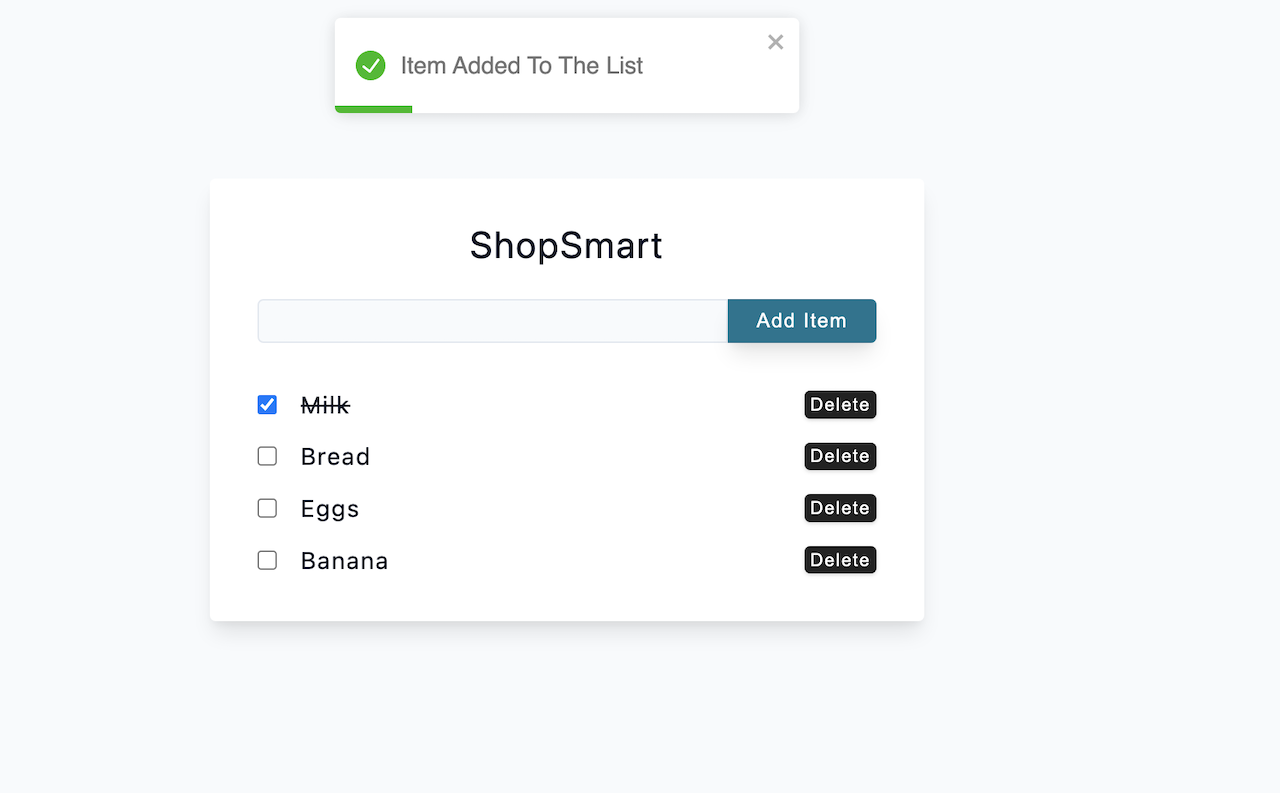 Item Added To The List
ShopSmart
Add Item
Milk Delete
Bread Delete
Eggs Delete
Banana Delete